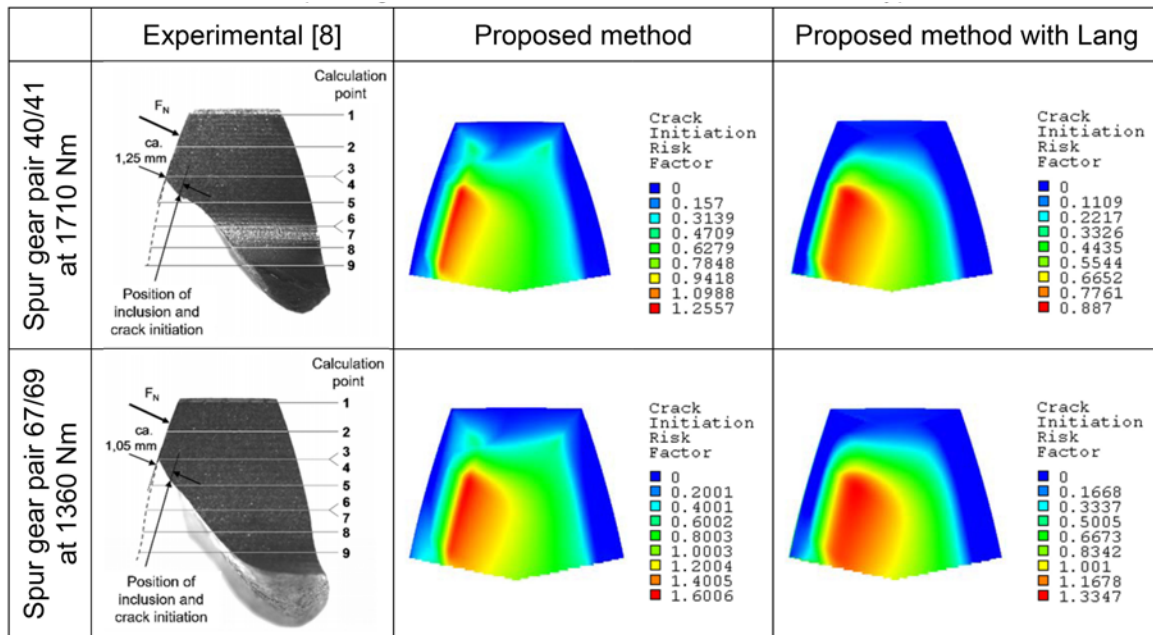 Experimental [8]
Proposed method
Proposed method with Lang
Spur gear pair 40/41
at 1710 Nm
Calculation
point
F_N
ca.
1,25 mm
1
2
3
4
5
6
7
8
9
Position of
inclusion and
crack initiation
Crack
Initiation
Risk
Factor
0
0.157
0.3139
0.4709
0.6279
0.7848
0.9418
1.0988
1.2557
Crack
Initiation
Risk
Factor
0
0.1109
0.2217
0.3326
0.4435
0.5544
0.6652
0.7761
0.887
Spur gear pair 67/69
at 1360 Nm
Calculation
point
F_N
ca.
1,05 mm
1
2
3
4
5
6
7
8
9
Position of
inclusion and
crack initiation
Crack
Initiation
Risk
Factor
0
0.2001
0.4001
0.6002
0.8003
1.0003
1.2004
1.4005
1.6006
Crack
Initiation
Risk
Factor
0
0.1668
0.3337
0.5005
0.6673
0.8342
1.001
1.1678
1.3347